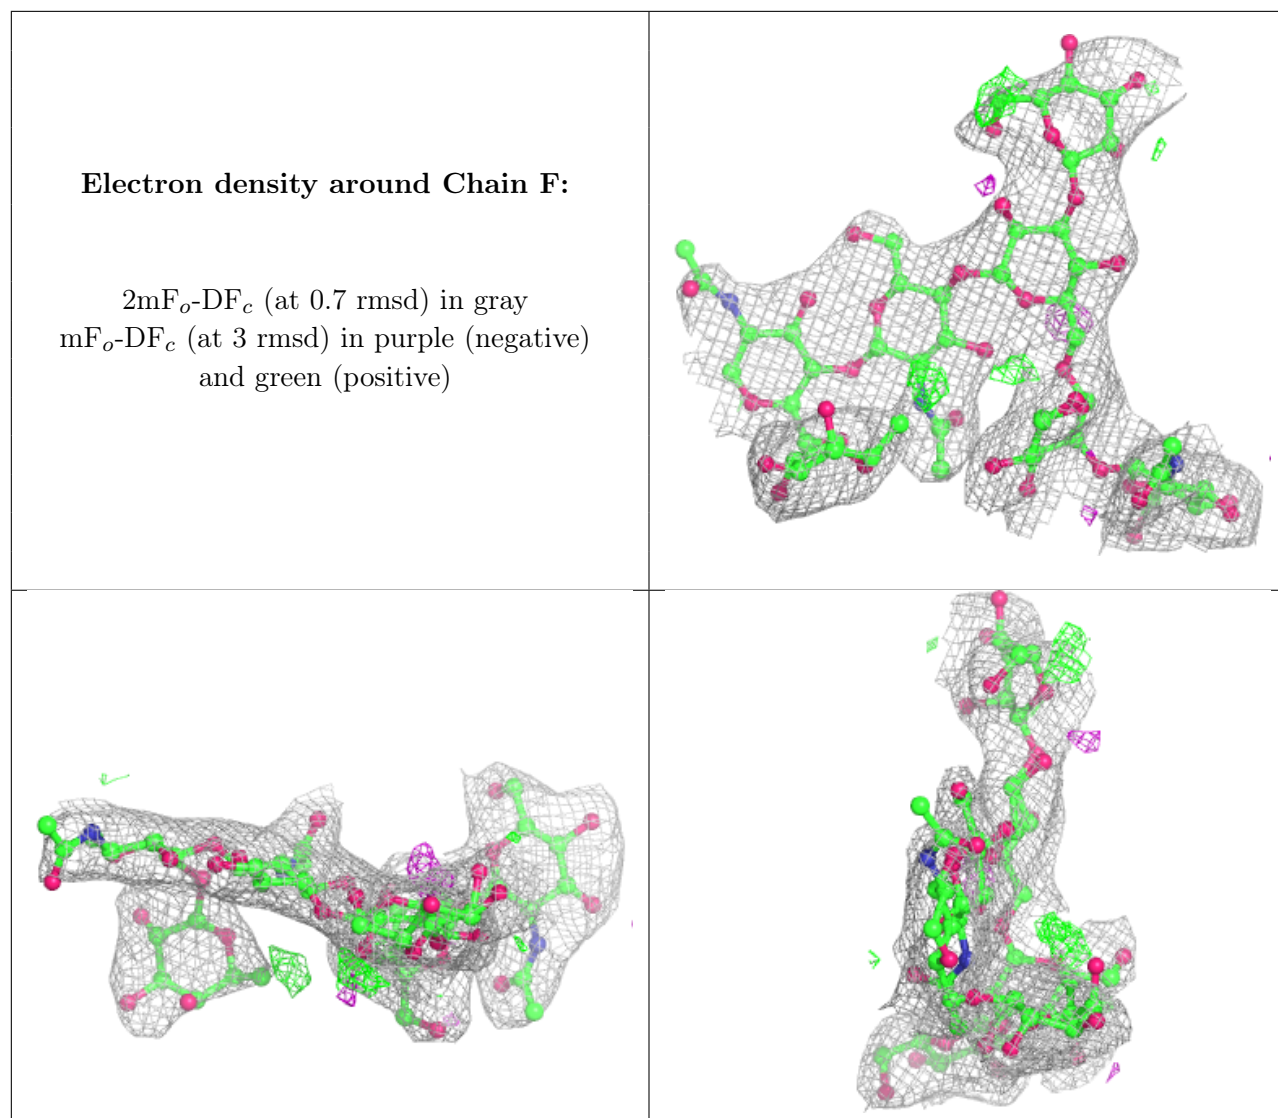 Electron density around Chain F:
2mFₒ-DF𝑐 (at 0.7 rmsd) in gray
mFₒ-DF𝑐 (at 3 rmsd) in purple (negative)
and green (positive)